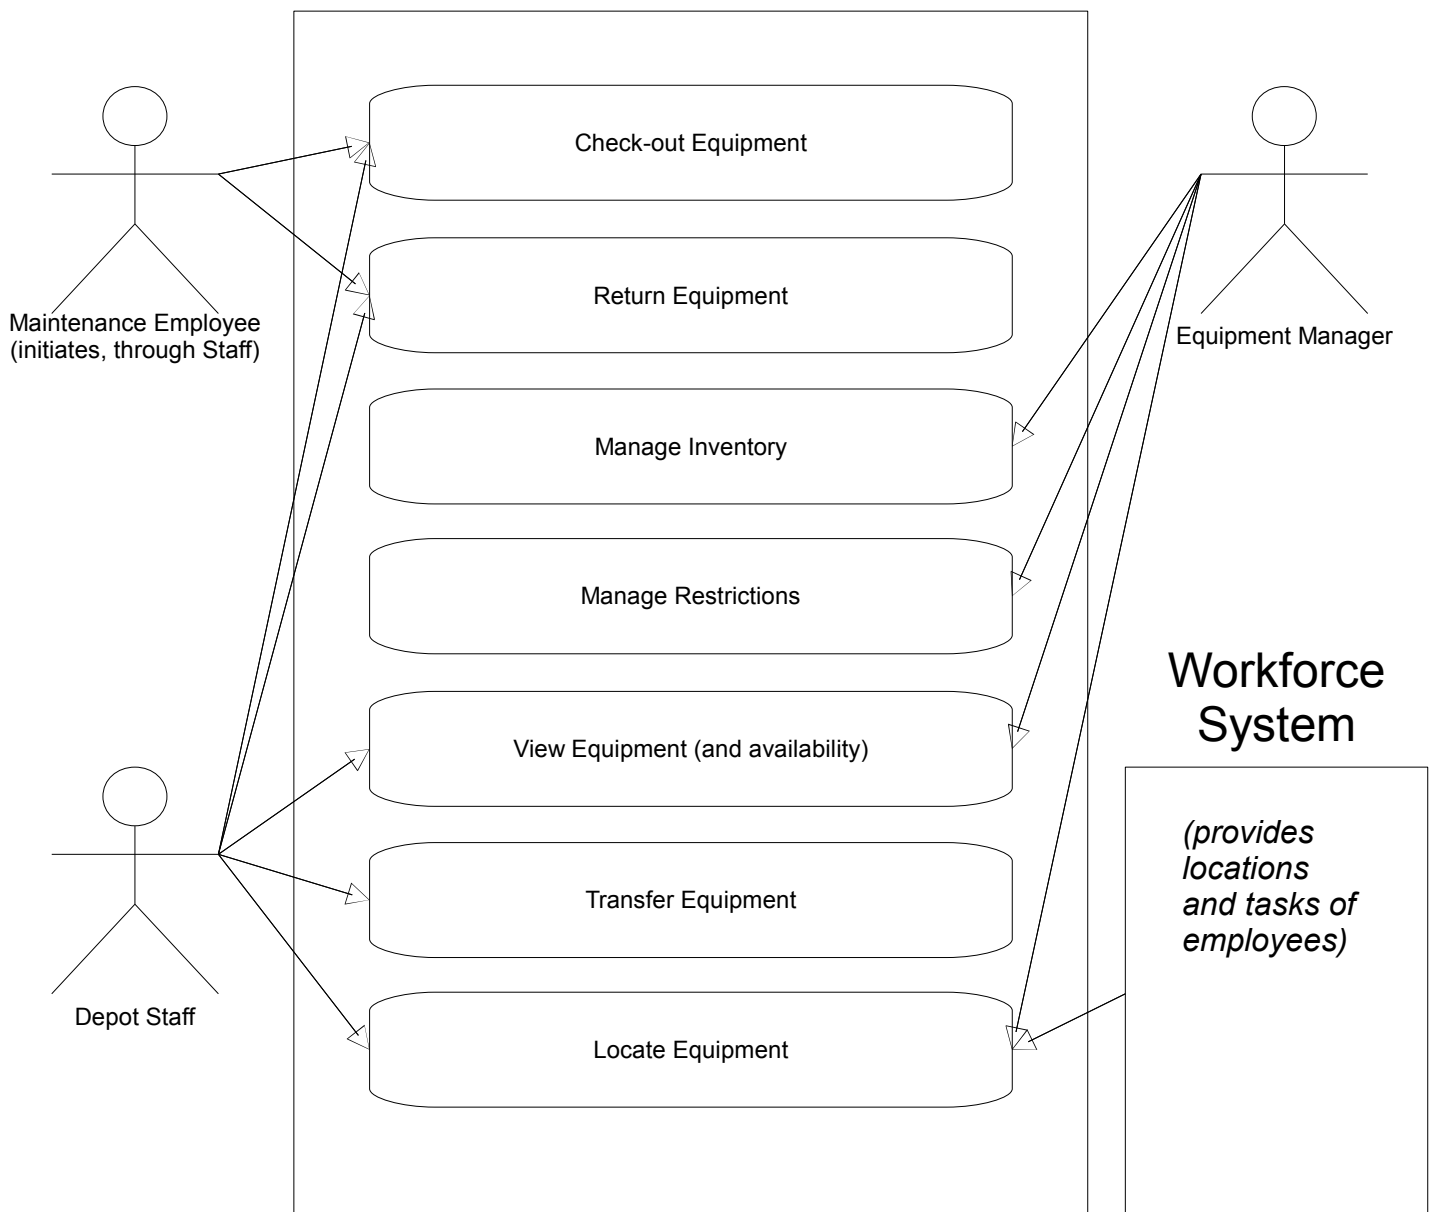 Check-out Equipment
Maintenance Employee
(initiates, through Staff)
Return Equipment
Equipment Manager
Manage Inventory
Manage Restrictions
Workforce
System
View Equipment (and availability)
(provides
locations
and tasks of
employees)
Transfer Equipment
Depot Staff
Locate Equipment